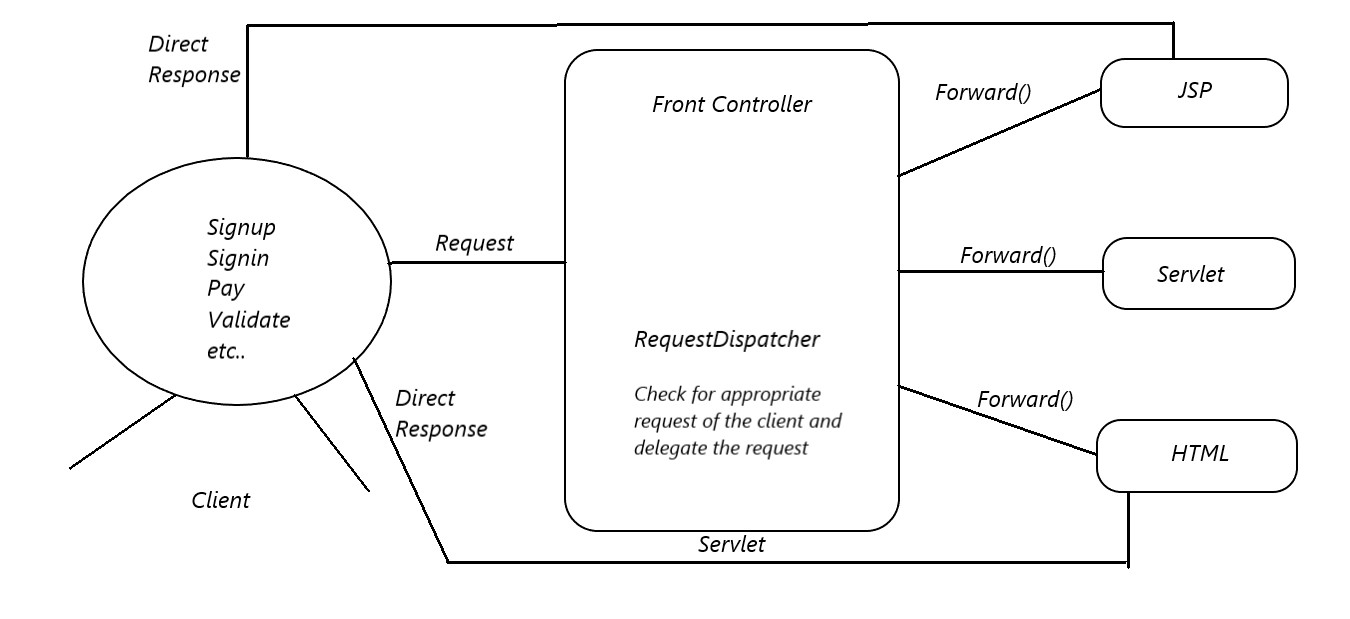 Direct
Response
Front Controller
Forward()
JSP
Signup
Signin
Pay
Validate
etc..
Request
Forward()
Servlet
RequestDispatcher
Check for appropriate
request of the client and
delegate the request
Direct
Response
Forward()
HTML
Client
Servlet